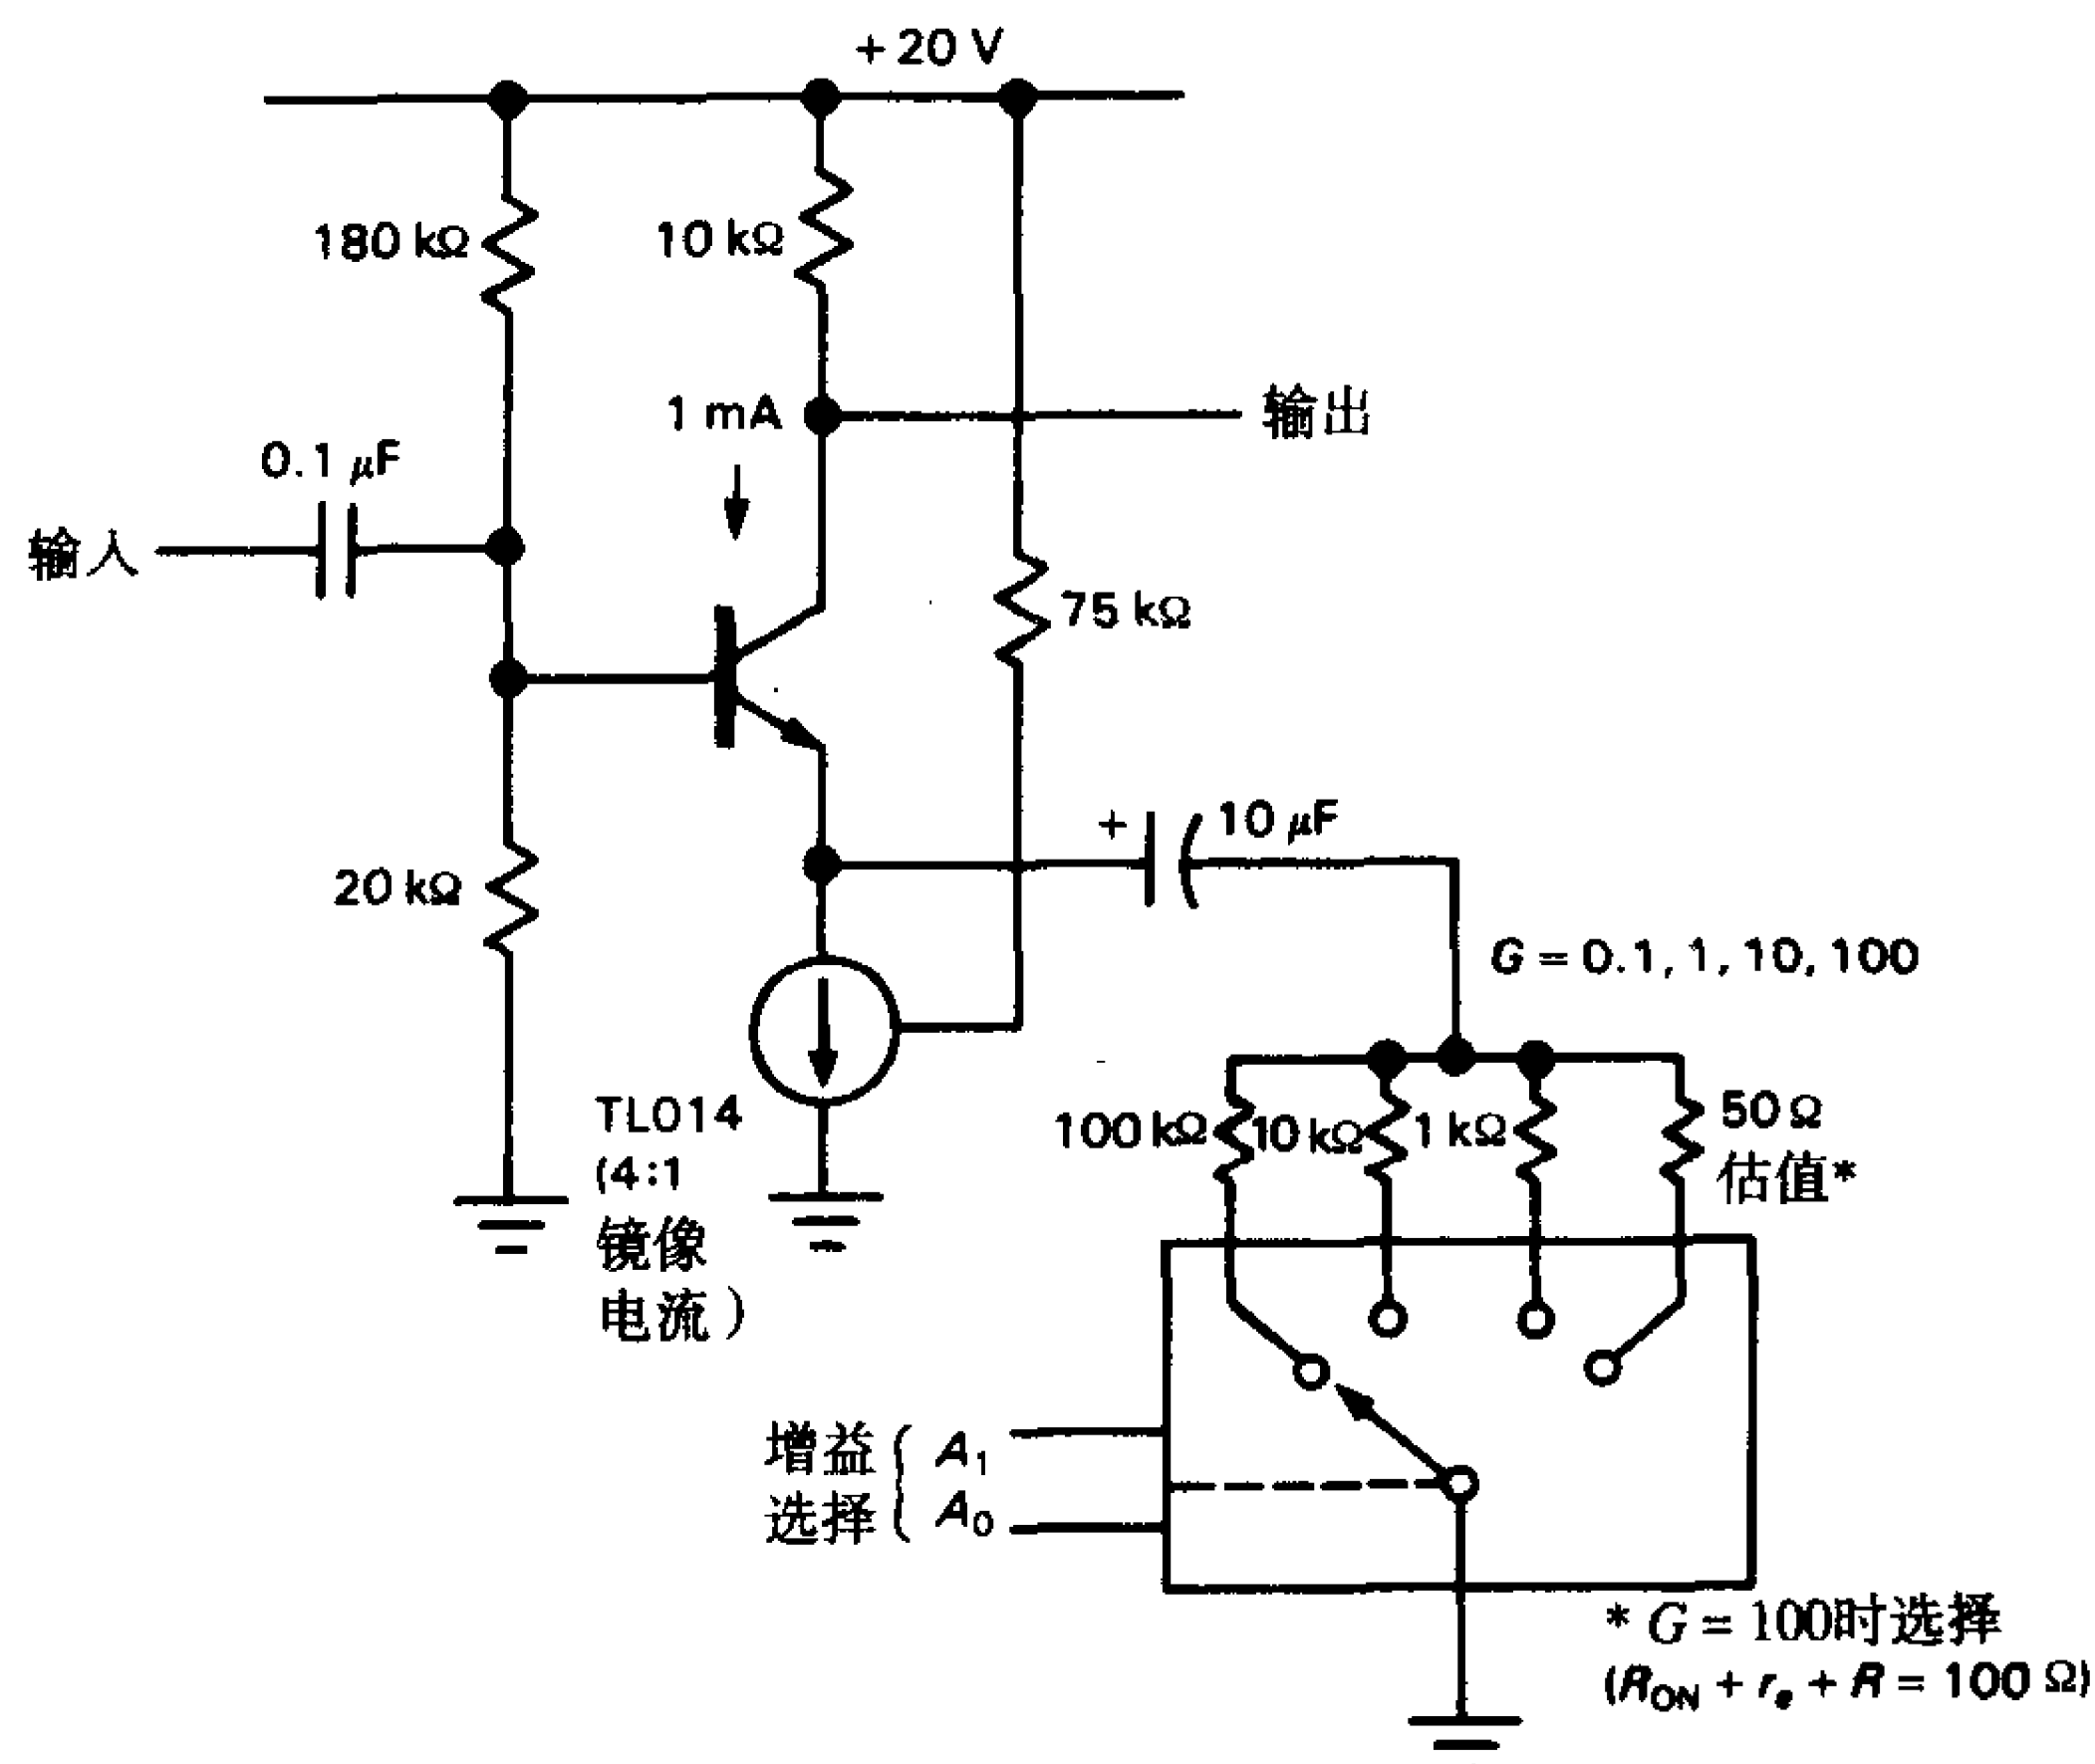 +20 V
180 kΩ
10 kΩ
1 mA
输出
0.1 μF
输入
75 kΩ
+
10 μF
20 kΩ
G = 0.1, 1, 10, 100
TL014
(4:1
镜像
电流)
100 kΩ
10 kΩ
1 kΩ
50 Ω
估值*
增益
选择
A₁
A₀
* G = 100时选择
(R_ON + r_e + R = 100 Ω)